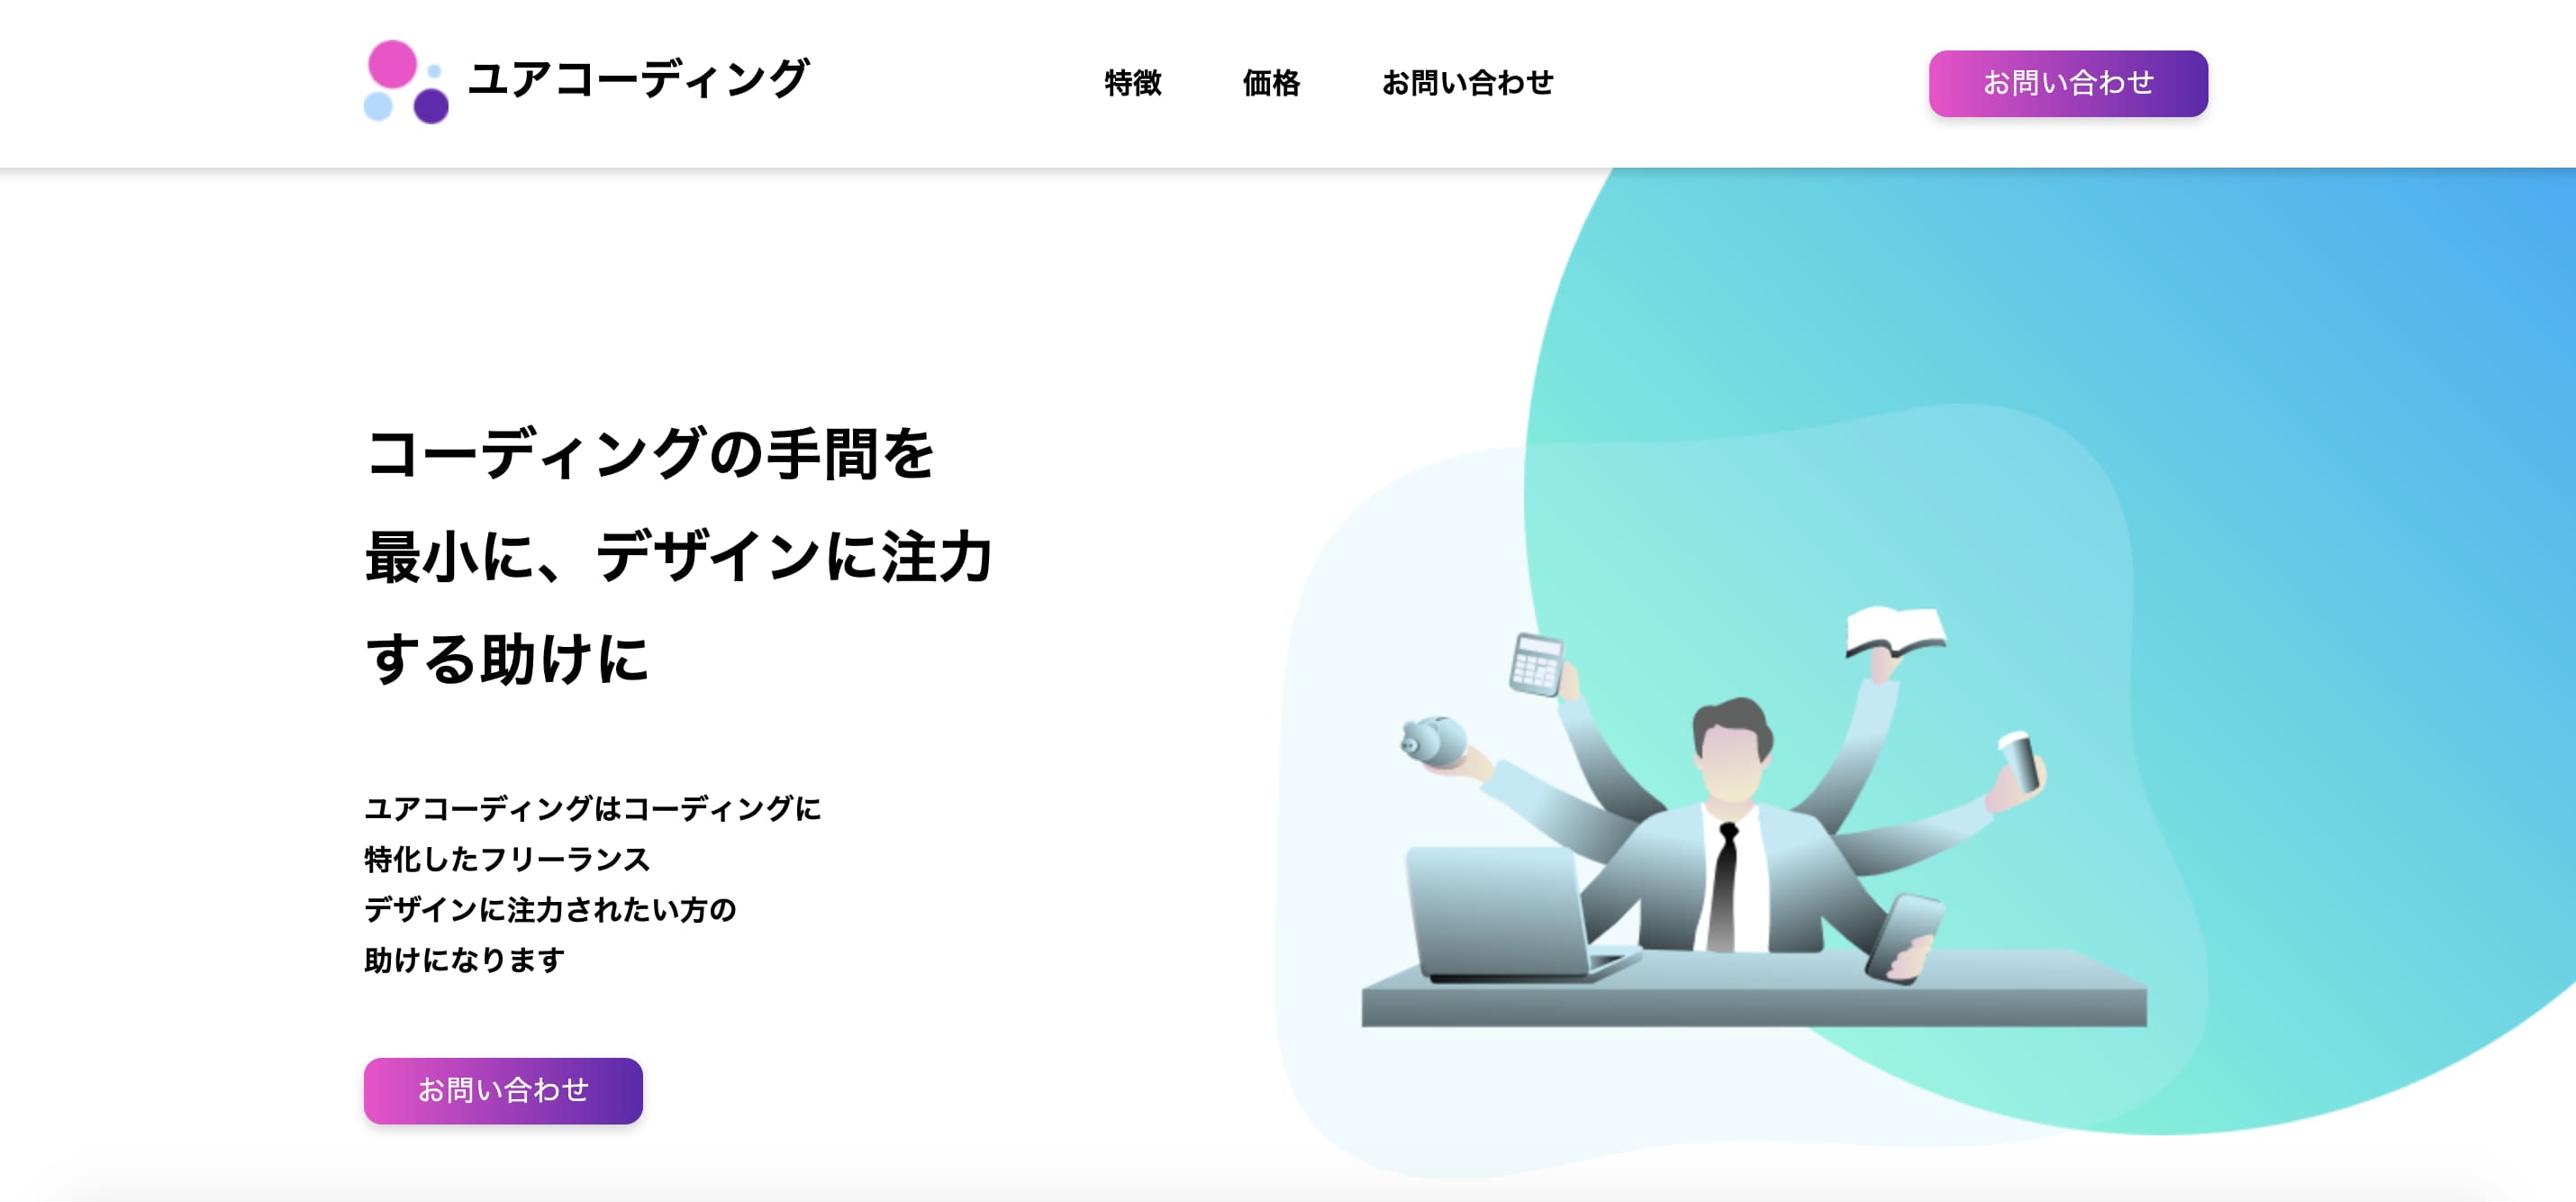 ユアコーディング
特徴
価格
お問い合わせ
お問い合わせ
コーディングの手間を
最小に、デザインに注力
する助けに
ユアコーディングはコーディングに
特化したフリーランス
デザインに注力されたい方の
助けになります
お問い合わせ